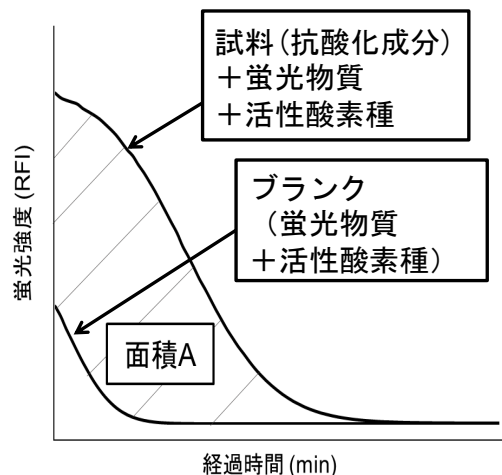 試料(抗酸化成分)
＋蛍光物質
＋活性酸素種
ブランク
(蛍光物質
＋活性酸素種)
面積A
蛍光強度 (RFI)
経過時間 (min)